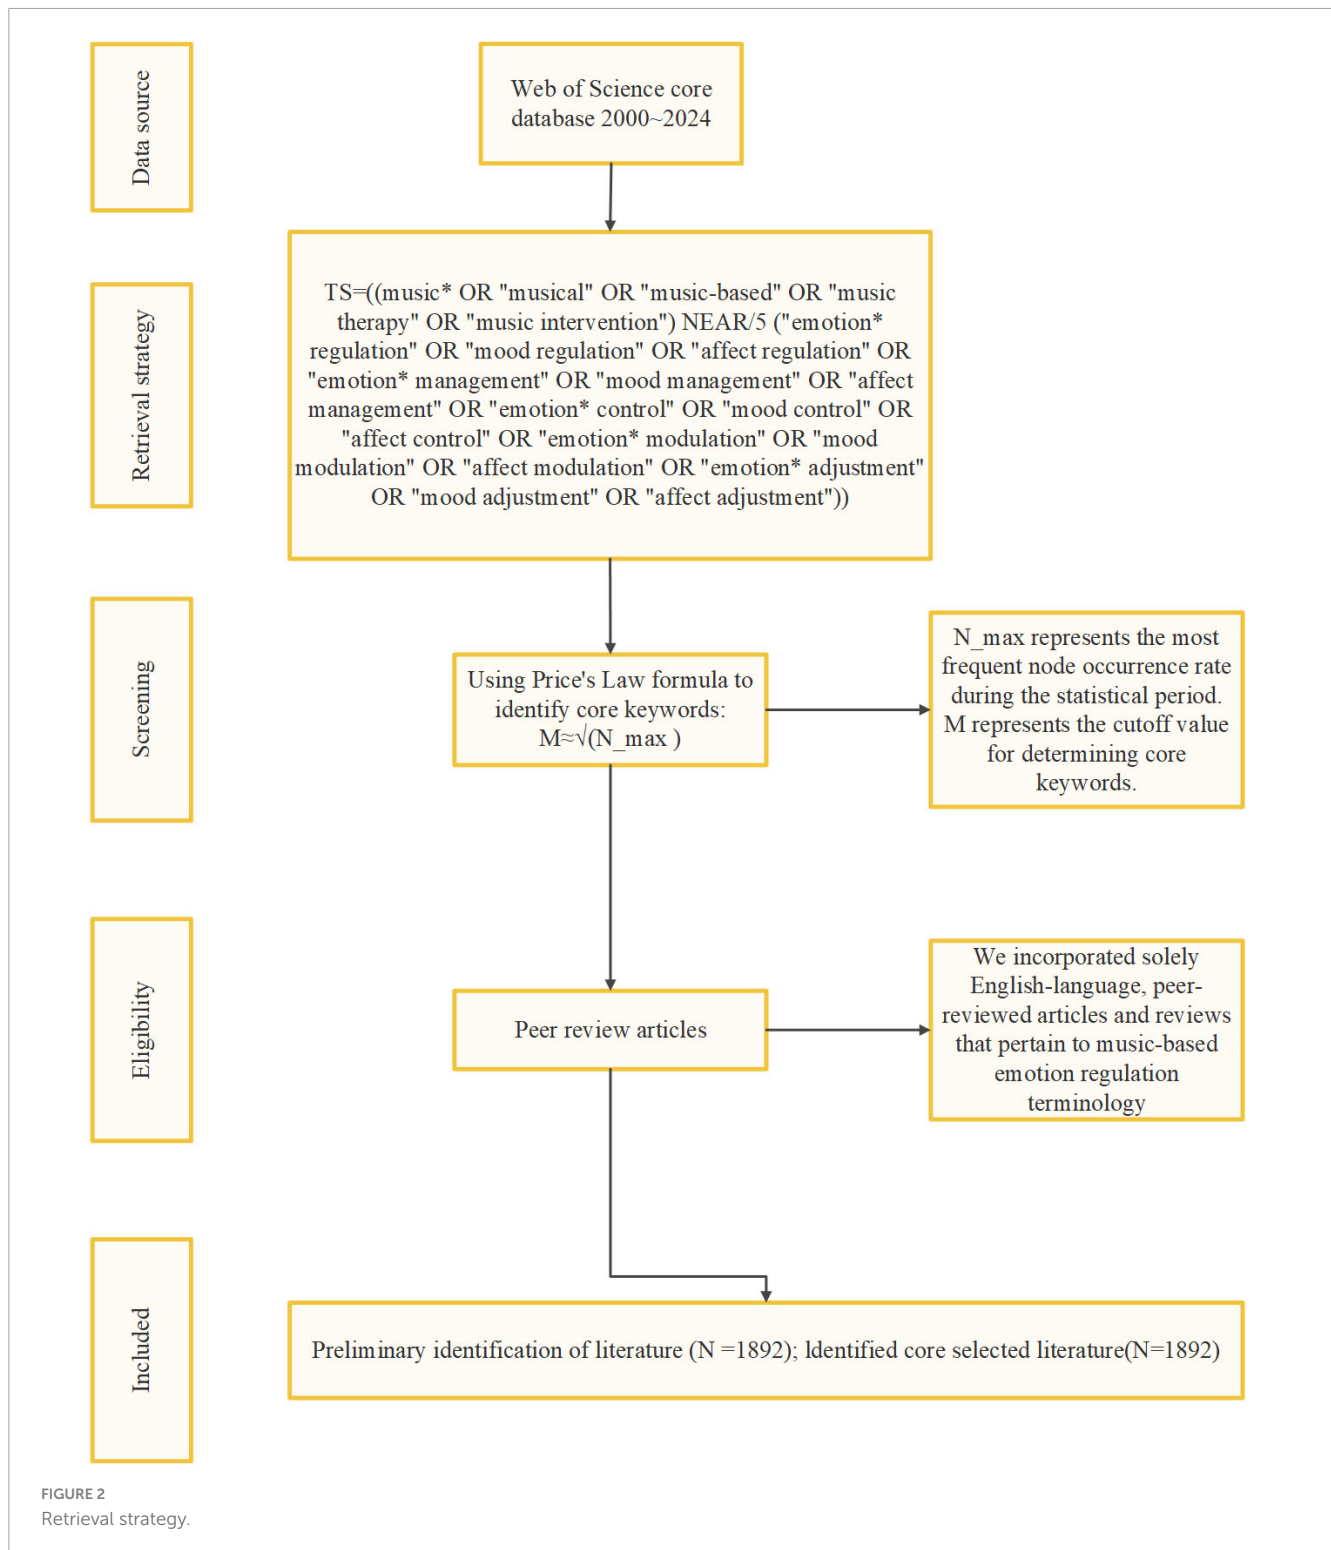 Data source
Web of Science core
database 2000~2024
Retrieval strategy
TS=((music* OR "musical" OR "music-based" OR "music
therapy" OR "music intervention") NEAR/5 ("emotion*
regulation" OR "mood regulation" OR "affect regulation" OR
"emotion* management" OR "mood management" OR "affect
management" OR "emotion* control" OR "mood control" OR
"affect control" OR "emotion* modulation" OR "mood
modulation" OR "affect modulation" OR "emotion* adjustment"
OR "mood adjustment" OR "affect adjustment"))
Screening
Using Price's Law formula to
identify core keywords:
M≈√(N_max )
N_max represents the most
frequent node occurrence rate
during the statistical period.
M represents the cutoff value
for determining core
keywords.
Eligibility
Peer review articles
We incorporated solely
English-language, peer-
reviewed articles and reviews
that pertain to music-based
emotion regulation
terminology
Included
Preliminary identification of literature (N =1892); Identified core selected literature(N=1892)
FIGURE 2
Retrieval strategy.